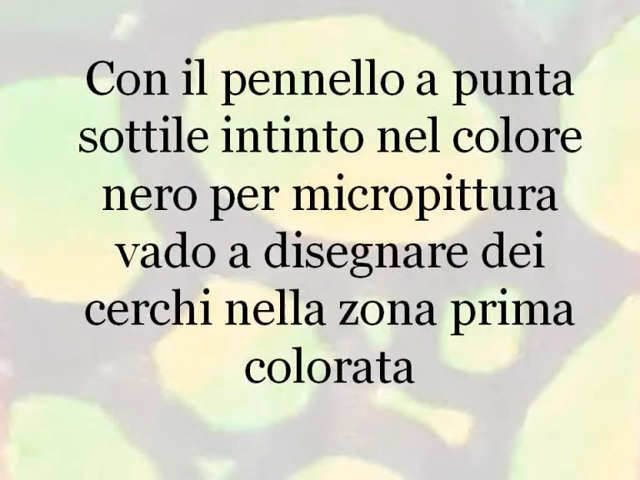 Con il pennello a punta
sottile intinto nel colore
nero per micropittura
vado a disegnare dei
cerchi nella zona prima
colorata